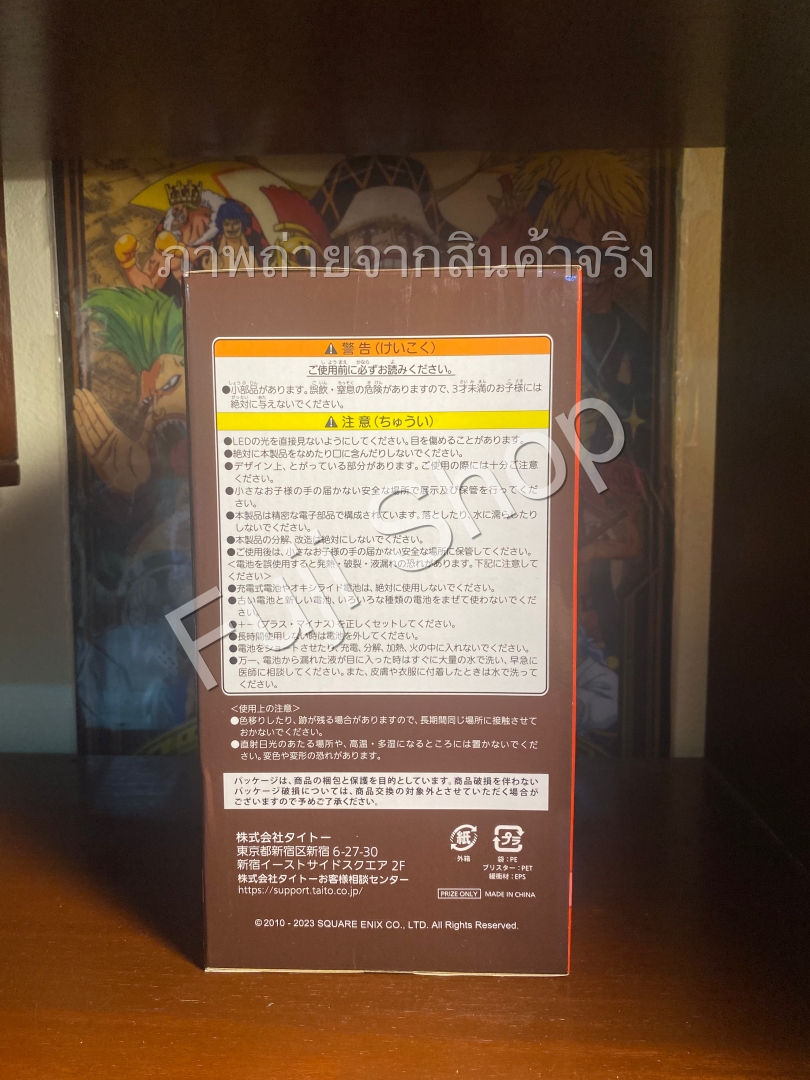 ภาพถ่ายจากสินค้าจริง
⚠警告(けいこく)
ご使用前に必ずお読みください。
●小部品があります。誤飲・窒息の危険がありますので、3才未満のお子様には
絶対に与えないでください。
⚠注意(ちゅうい)
●LEDの光を直接見ないようにしてください。目を傷めることがあります。
●絶対に本製品をなめたり口に含んだりしないでください。
●デザイン上、とがっている部分があります。ご使用の際には十分ご注意
ください。
●小さなお子様の手の届かない安全な場所で展示及び保管を行ってくだ
さい。
●本製品は精密な電子部品で構成されています。落としたり、水に濡らしたり
しないでください。
●本製品の分解、改造は絶対にしないでください。
●ご使用後は、小さなお子様の手の届かない安全な場所に保管してください。
<電池を誤使用すると発熱・破裂・液漏れの恐れがあります。下記に注意して
ください>
●充電式電池やオキシライド電池は、絶対に使用しないでください。
●古い電池と新しい電池、いろいろな種類の電池をまぜて使わないでくだ
さい。
●+-(プラス・マイナス)を正しくセットしてください。
●長時間使用しない時は電池を外してください。
●電池をショートさせたり、充電、分解、加熱、火の中に入れないでください。
●万一、電池から漏れた液が目に入った時はすぐに大量の水で洗い、早急に
医師に相談してください。また、皮膚や衣服に付着したときは水で洗って
ください。
Fuji Shop
<使用上の注意>
●色移りしたり、跡が残る場合がありますので、長期間同じ場所に接触させて
おかないでください。
●直射日光のあたる場所や、高温・多湿になるところには置かないでくだ
さい。変色や変形の恐れがあります。
パッケージは、商品の梱包と保護を目的としています。商品破損を伴わない
パッケージ破損については、商品交換の対象外とさせていただく場合が
ございますので予めご了承ください。
株式会社タイトー
東京都新宿区新宿 6-27-30
新宿イーストサイドスクエア 2F
株式会社タイトーお客様相談センター
https://support.taito.co.jp/
紙
外箱
プラ
袋:PE
ブリスター:PET
緩衝材:EPS
PRIZE ONLY MADE IN CHINA
©2010 - 2023 SQUARE ENIX CO., LTD. All Rights Reserved.